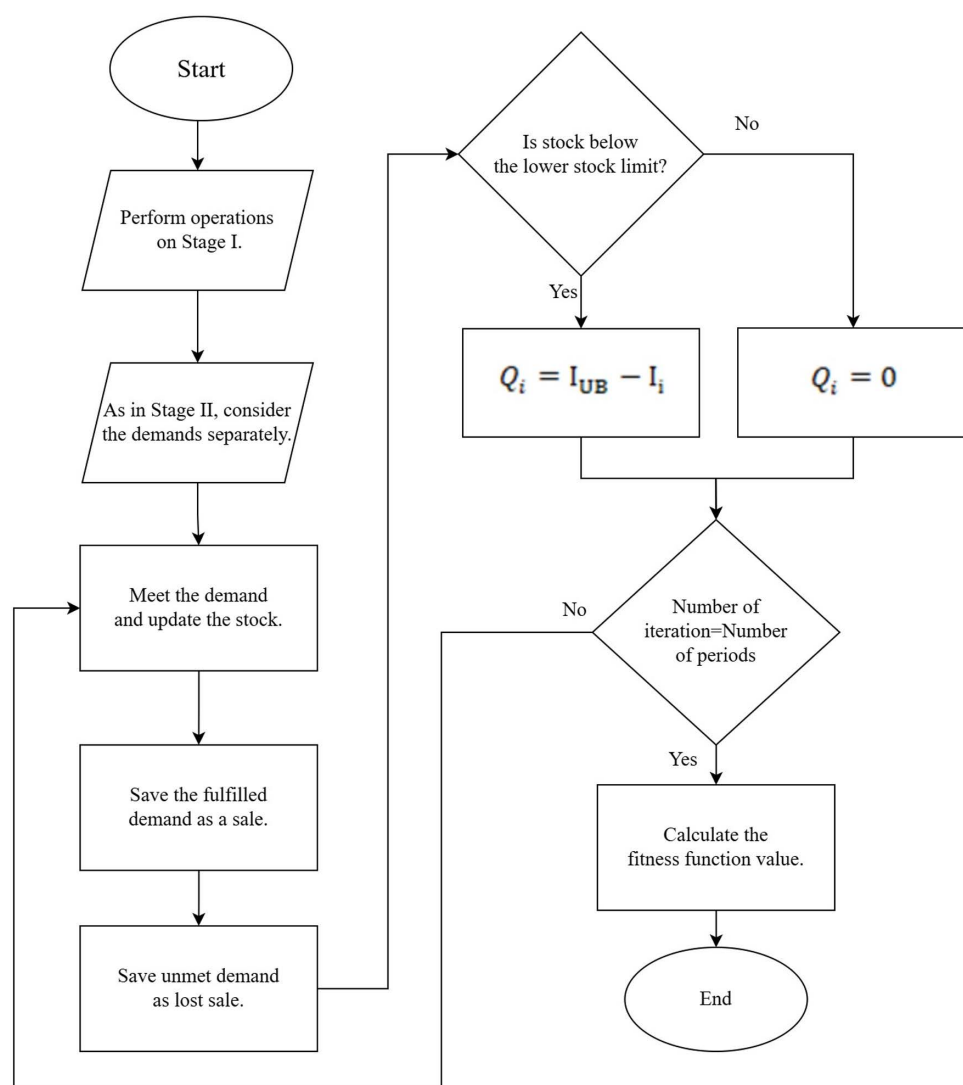 Start
Perform operations
on Stage I.
As in Stage II, consider
the demands separately.
Meet the demand
and update the stock.
Save the fulfilled
demand as a sale.
Save unmet demand
as lost sale.
Is stock below
the lower stock limit?
No
Yes
Qᵢ = I_UB − Iᵢ
Qᵢ = 0
Number of
iteration=Number
of periods
No
Yes
Calculate the
fitness function value.
End